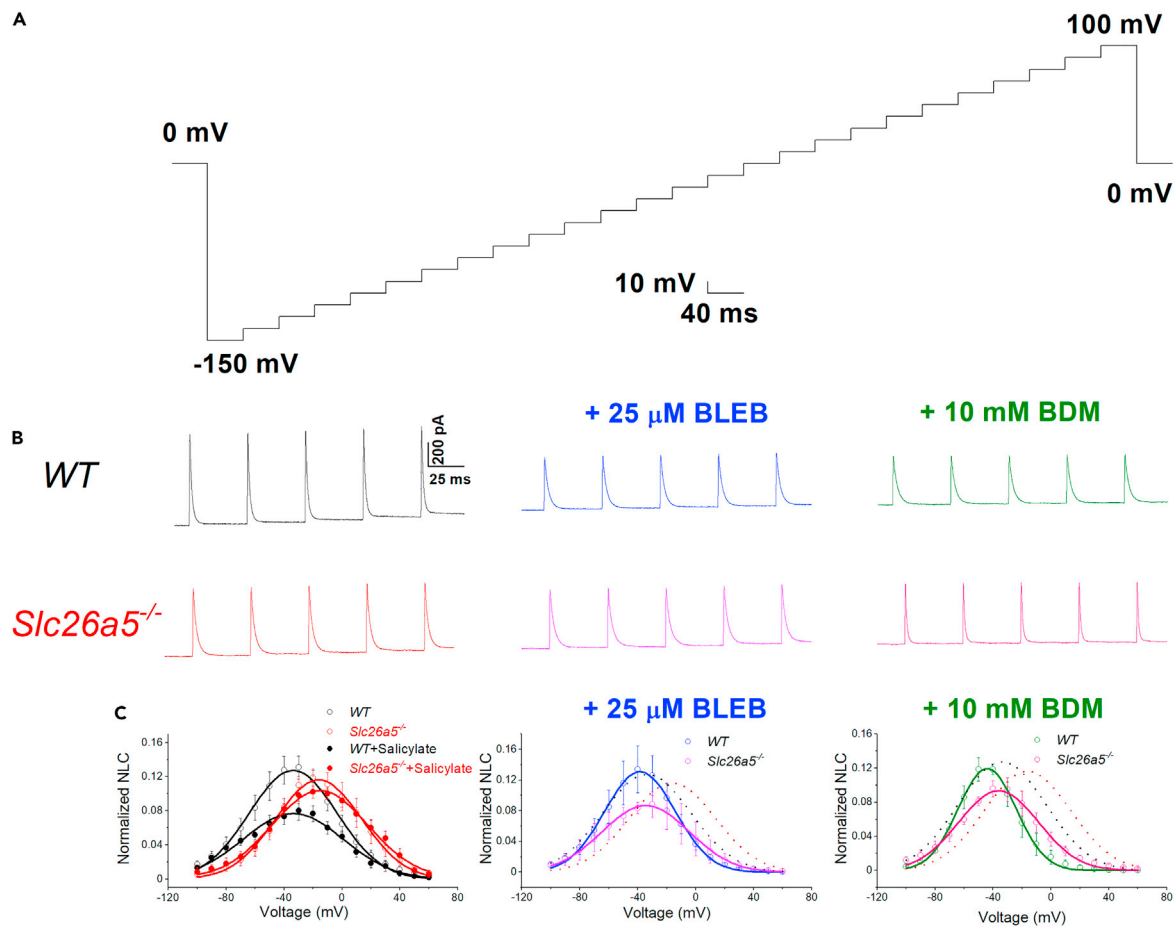 A
100 mV
0 mV
0 mV
10 mV
40 ms
-150 mV
+ 25 μM BLEB
+ 10 mM BDM
B
WT
200 pA
25 ms
Slc26a5-/-
C
+ 25 μM BLEB
+ 10 mM BDM
WT
Slc26a5-/-
WT+Salicylate
Slc26a5-/-+Salicylate
Normalized NLC
0.16
0.12
0.08
0.04
0.00
-120 -80 -40 0 40 80
Voltage (mV)
WT
Slc26a5-/-
Normalized NLC
0.16
0.12
0.08
0.04
0.00
-120 -80 -40 0 40 80
Voltage (mV)
WT
Slc26a5-/-
Normalized NLC
0.16
0.12
0.08
0.04
0.00
-120 -80 -40 0 40 80
Voltage (mV)